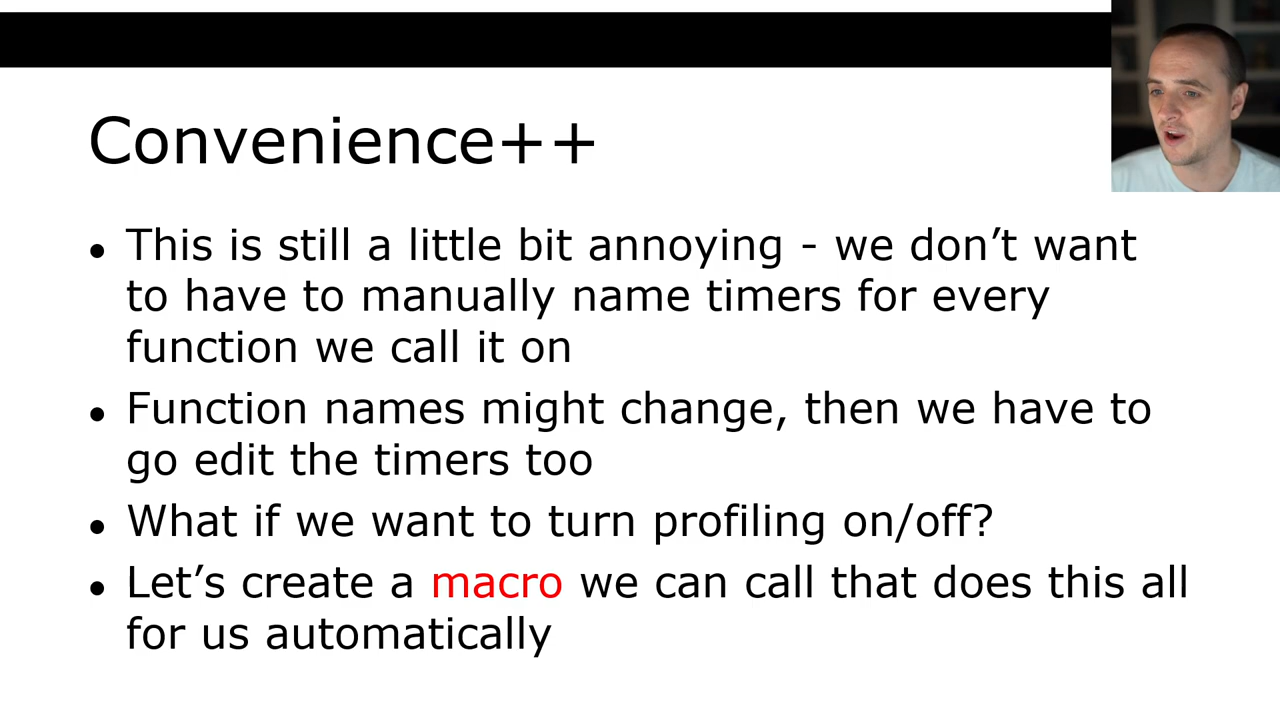 Convenience++
• This is still a little bit annoying - we don’t want
to have to manually name timers for every
function we call it on
• Function names might change, then we have to
go edit the timers too
• What if we want to turn profiling on/off?
• Let’s create a macro we can call that does this all
for us automatically